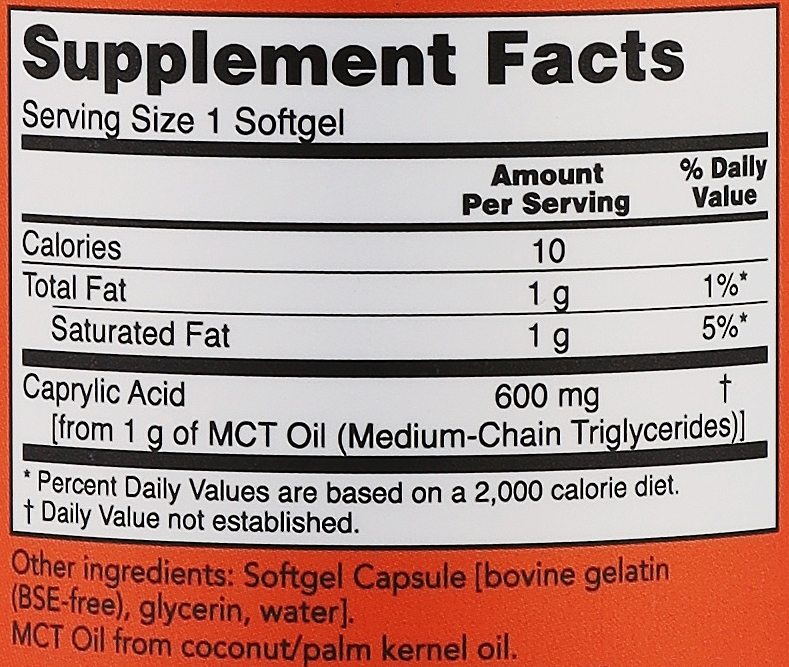 Supplement Facts
Serving Size 1 Softgel
Amount Per Serving % Daily Value
Calories 10
Total Fat 1 g 1%*
Saturated Fat 1 g 5%*
Caprylic Acid 600 mg †
[from 1 g of MCT Oil (Medium-Chain Triglycerides)]
* Percent Daily Values are based on a 2,000 calorie diet.
† Daily Value not established.
Other ingredients: Softgel Capsule [bovine gelatin
(BSE-free), glycerin, water].
MCT Oil from coconut/palm kernel oil.